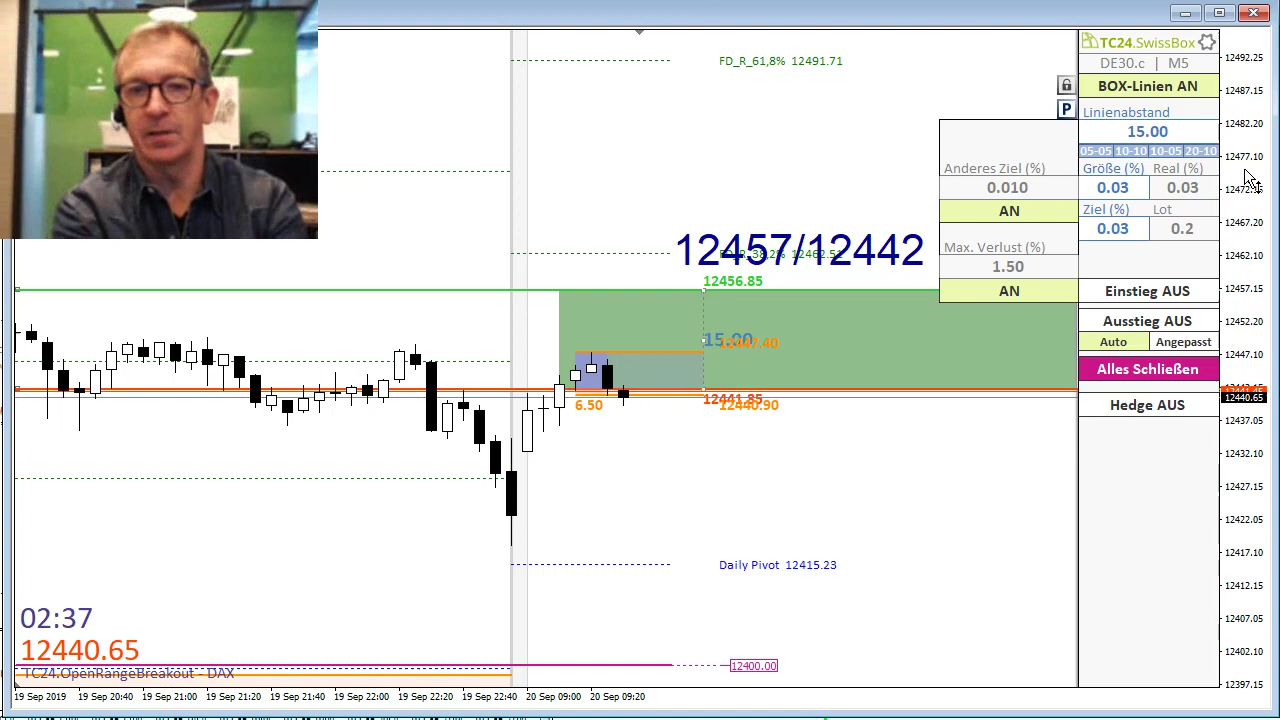 TC24.SwissBox
DE30.c | M5
BOX-Linien AN
Linienabstand
15.00
05-05 10-10 10-05 20-10
Größe (%) Real (%)
0.03 0.03
Ziel (%) Lot
0.03 0.2
P
Anderes Ziel (%)
0.010
AN
Max. Verlust (%)
1.50
AN
Einstieg AUS
Ausstieg AUS
Auto Angepasst
Alles Schließen
Hedge AUS
FD_R_61,8% 12491.71
12457/12442
12456.85
15.00
12447.40
6.50
12441.85
12440.90
Daily Pivot 12415.23
12400.00
02:37
12440.65
TC24.OpenRangeBreakout - DAX
12492.25
12487.15
12482.20
12477.10
12467.20
12462.10
12457.15
12452.20
12447.10
12440.65
12437.05
12432.10
12427.15
12422.05
12417.10
12412.15
12407.05
12402.10
12397.15
19 Sep 2019 19 Sep 20:40 19 Sep 21:00 19 Sep 21:20 19 Sep 21:40 19 Sep 22:00 19 Sep 22:20 19 Sep 22:40 20 Sep 09:00 20 Sep 09:20